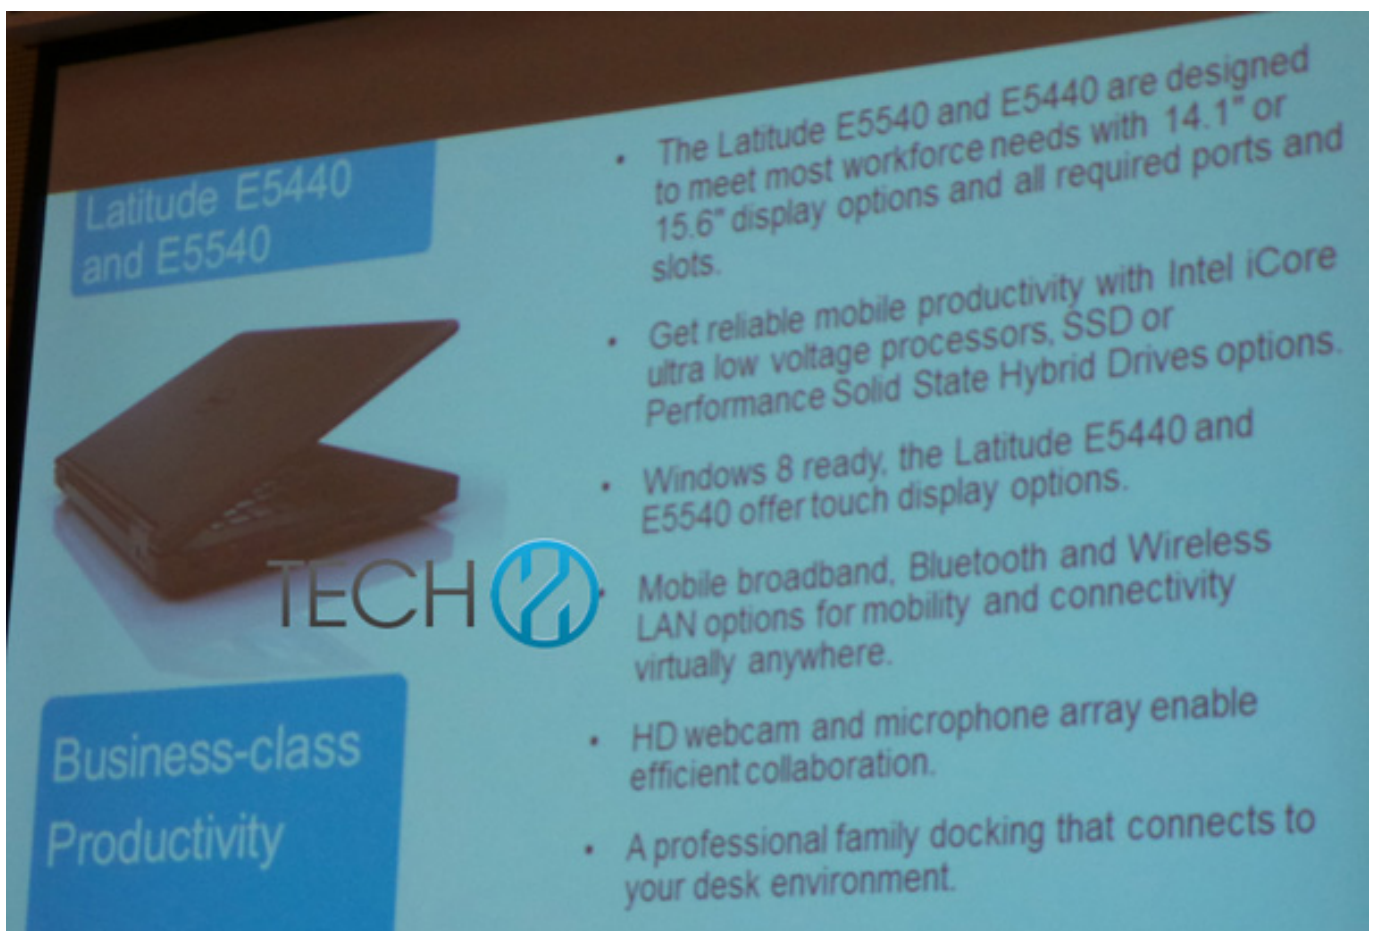 Latitude E5440
and E5540
TECH
Business-class
Productivity
• The Latitude E5540 and E5440 are designed
to meet most workforce needs with 14.1" or
15.6" display options and all required ports and
slots.
• Get reliable mobile productivity with Intel iCore
ultra low voltage processors, SSD or
Performance Solid State Hybrid Drives options.
• Windows 8 ready, the Latitude E5440 and
E5540 offer touch display options.
• Mobile broadband, Bluetooth and Wireless
LAN options for mobility and connectivity
virtually anywhere.
• HD webcam and microphone array enable
efficient collaboration.
• A professional family docking that connects to
your desk environment.